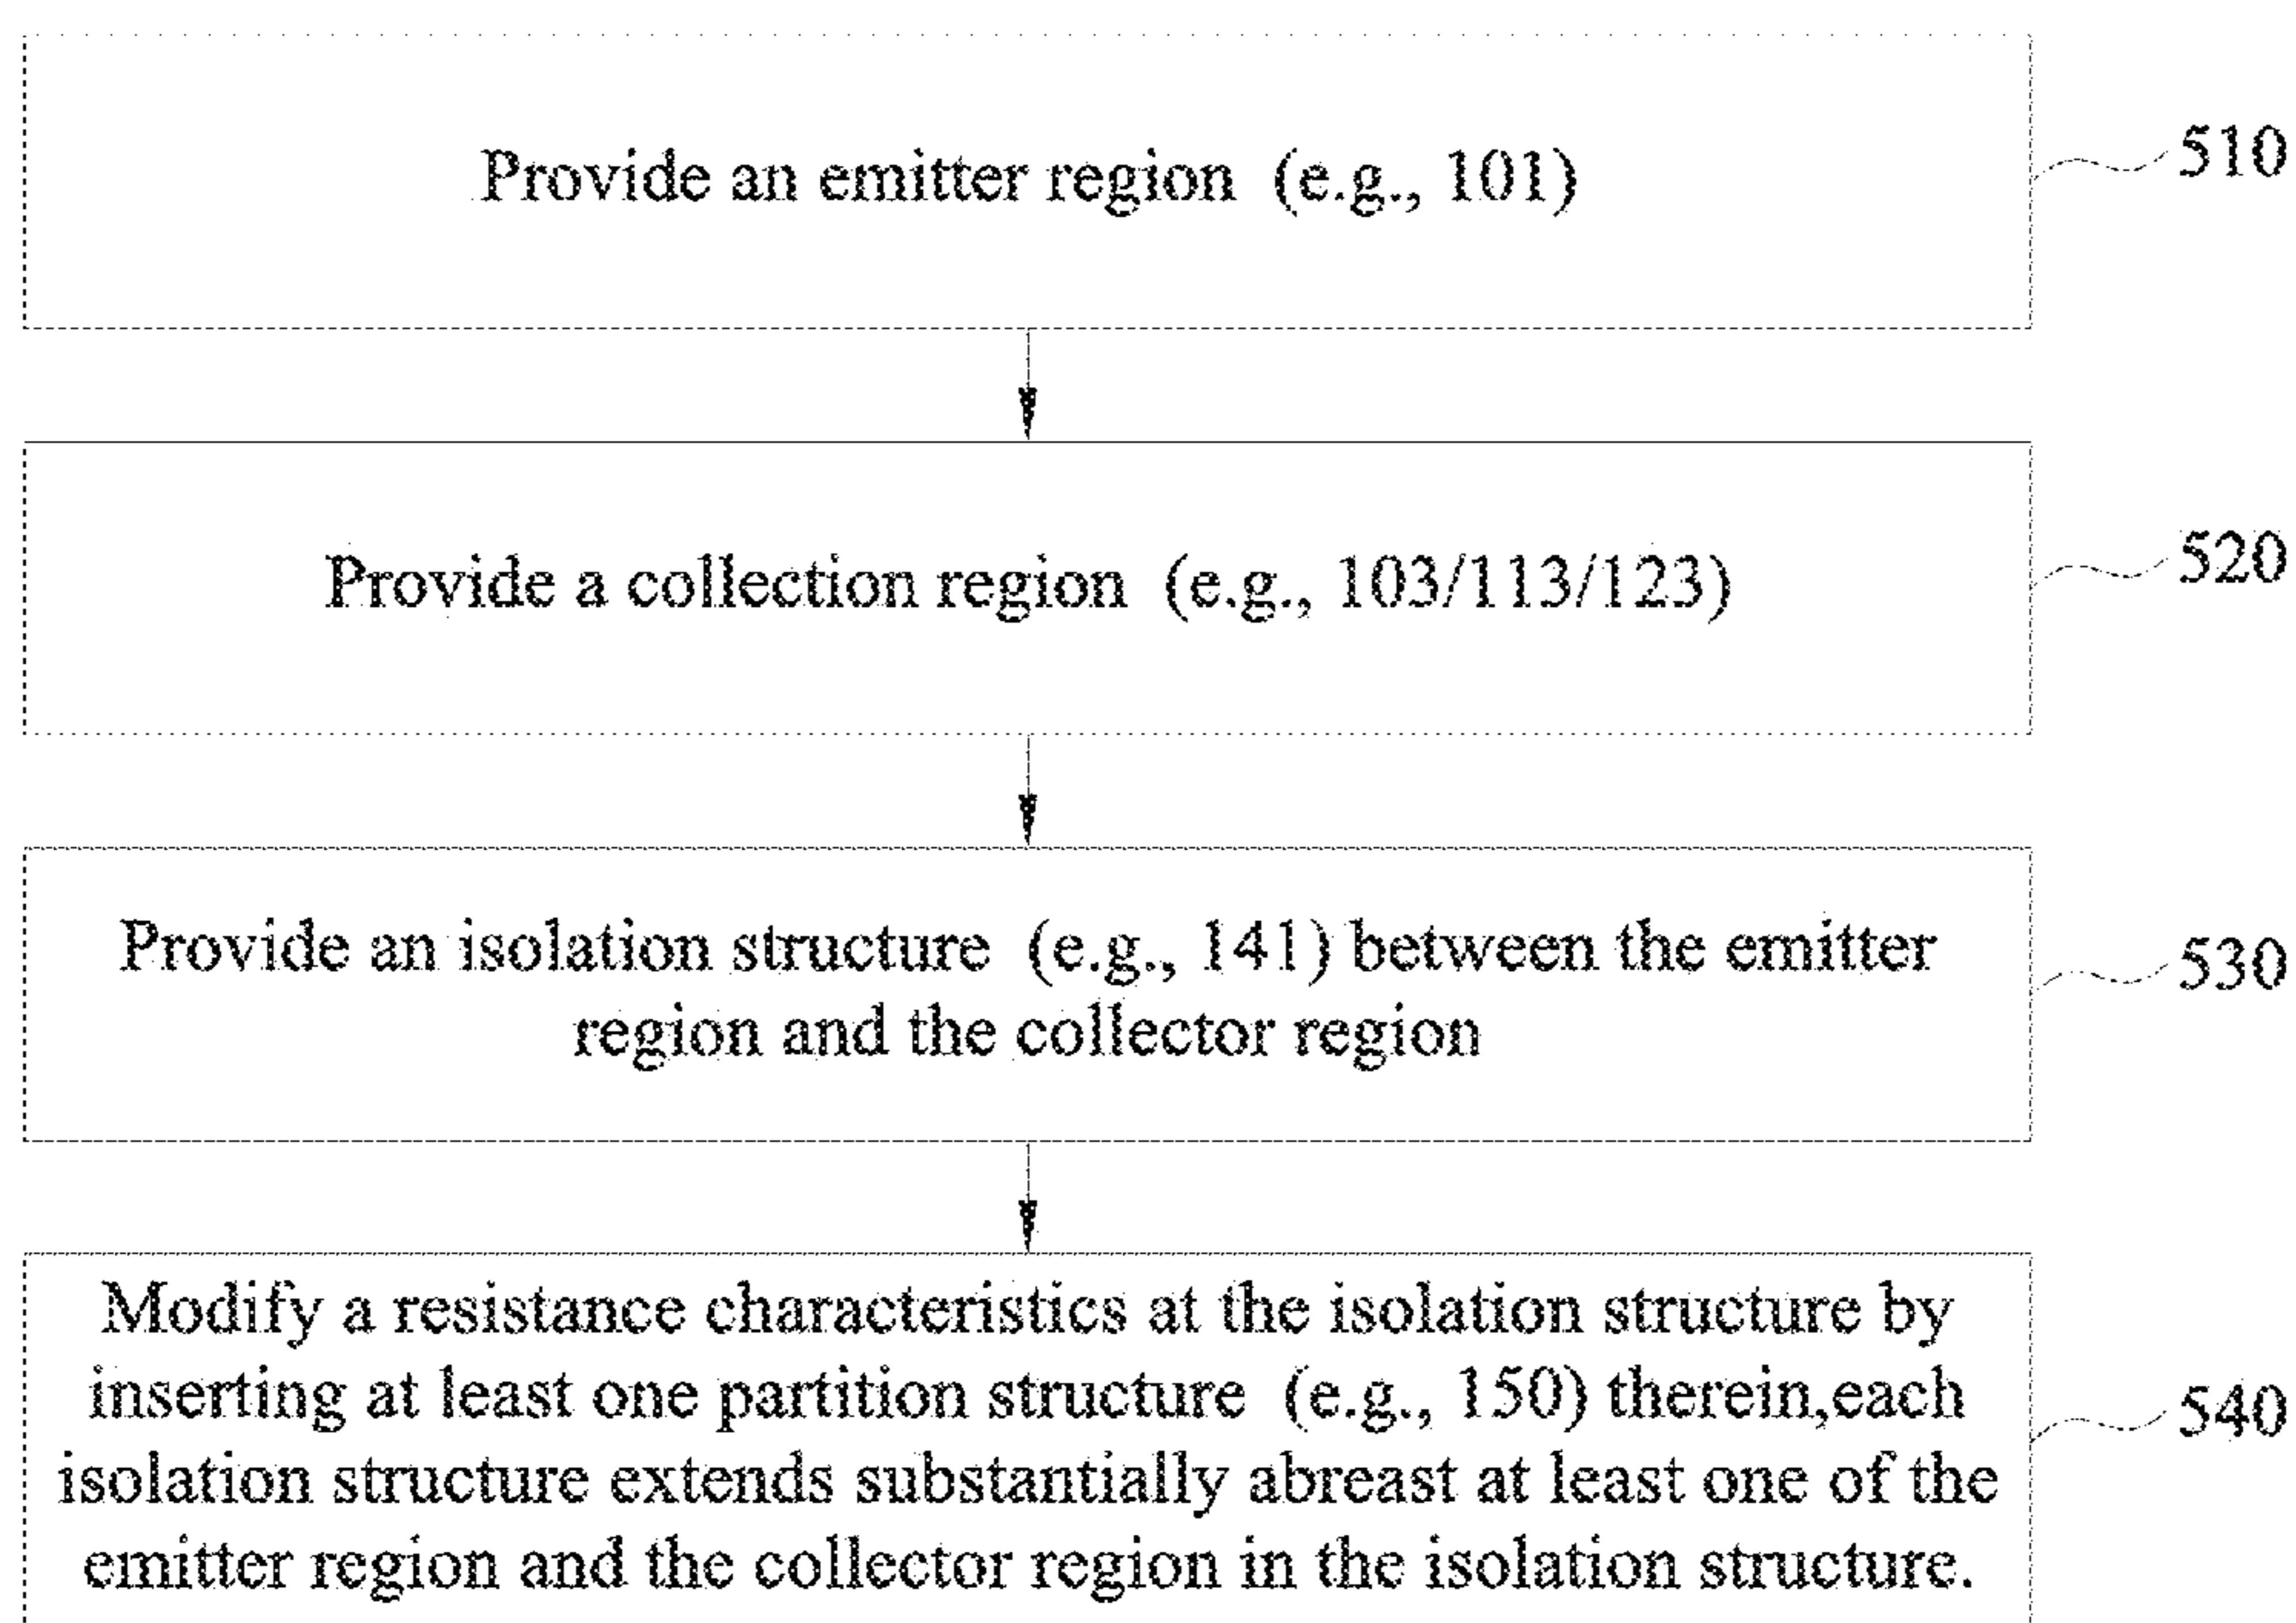 Provide an emitter region (e.g., 101)
510
Provide a collection region (e.g., 103/113/123)
520
Provide an isolation structure (e.g., 141) between the emitter
region and the collector region
530
Modify a resistance characteristics at the isolation structure by
inserting at least one partition structure (e.g., 150) therein,each
isolation structure extends substantially abreast at least one of the
emitter region and the collector region in the isolation structure.
540